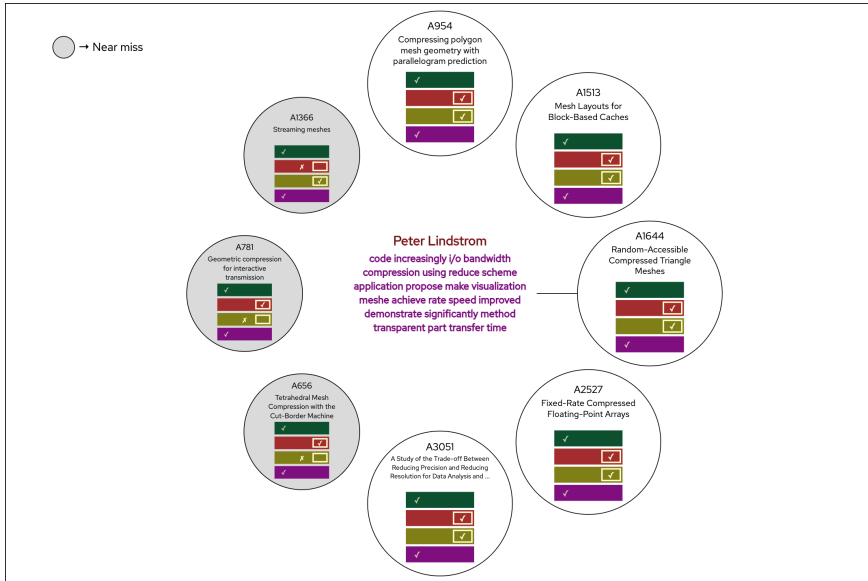 → Near miss
A954
Compressing polygon
mesh geometry with
parallelogram prediction
✓
✓
✓
✓
A1513
Mesh Layouts for
Block-Based Caches
✓
✓
✓
✓
A1366
Streaming meshes
✓
✗
✓
✓
A1644
Random-Accessible
Compressed Triangle
Meshes
✓
✓
✓
✓
Peter Lindstrom
code increasingly i/o bandwidth
compression using reduce scheme
application propose make visualization
meshe achieve rate speed improved
demonstrate significantly method
transparent part transfer time
A781
Geometric compression
for interactive
transmission
✓
✓
✗
✓
A656
Tetrahedral Mesh
Compression with the
Cut-Border Machine
✓
✓
✗
✓
A2527
Fixed-Rate Compressed
Floating-Point Arrays
✓
✓
✓
✓
A3051
A Study of the Trade-off Between
Reducing Precision and Reducing
Resolution for Data Analysis and ...
✓
✓
✓
✓